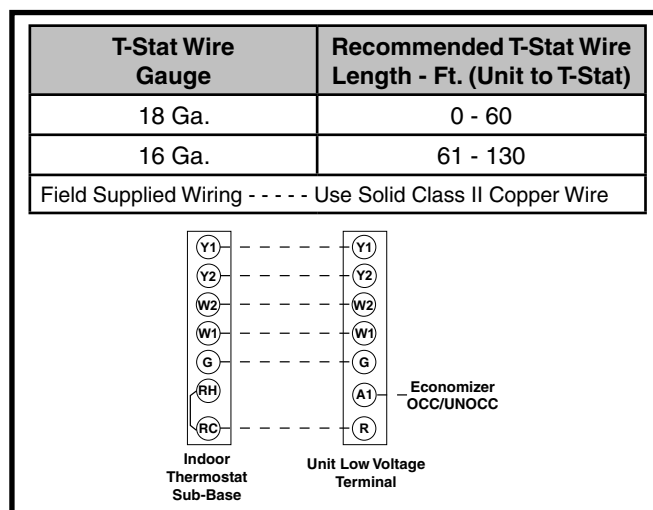 T-Stat Wire Gauge
Recommended T-Stat Wire Length - Ft. (Unit to T-Stat)
18 Ga.
0 - 60
16 Ga.
61 - 130
Field Supplied Wiring - - - - - Use Solid Class II Copper Wire
Y1
Y1
Y2
Y2
W2
W2
W1
W1
G
G
RH
A1
Economizer
OCC/UNOCC
RC
R
Indoor
Thermostat
Sub-Base
Unit Low Voltage
Terminal